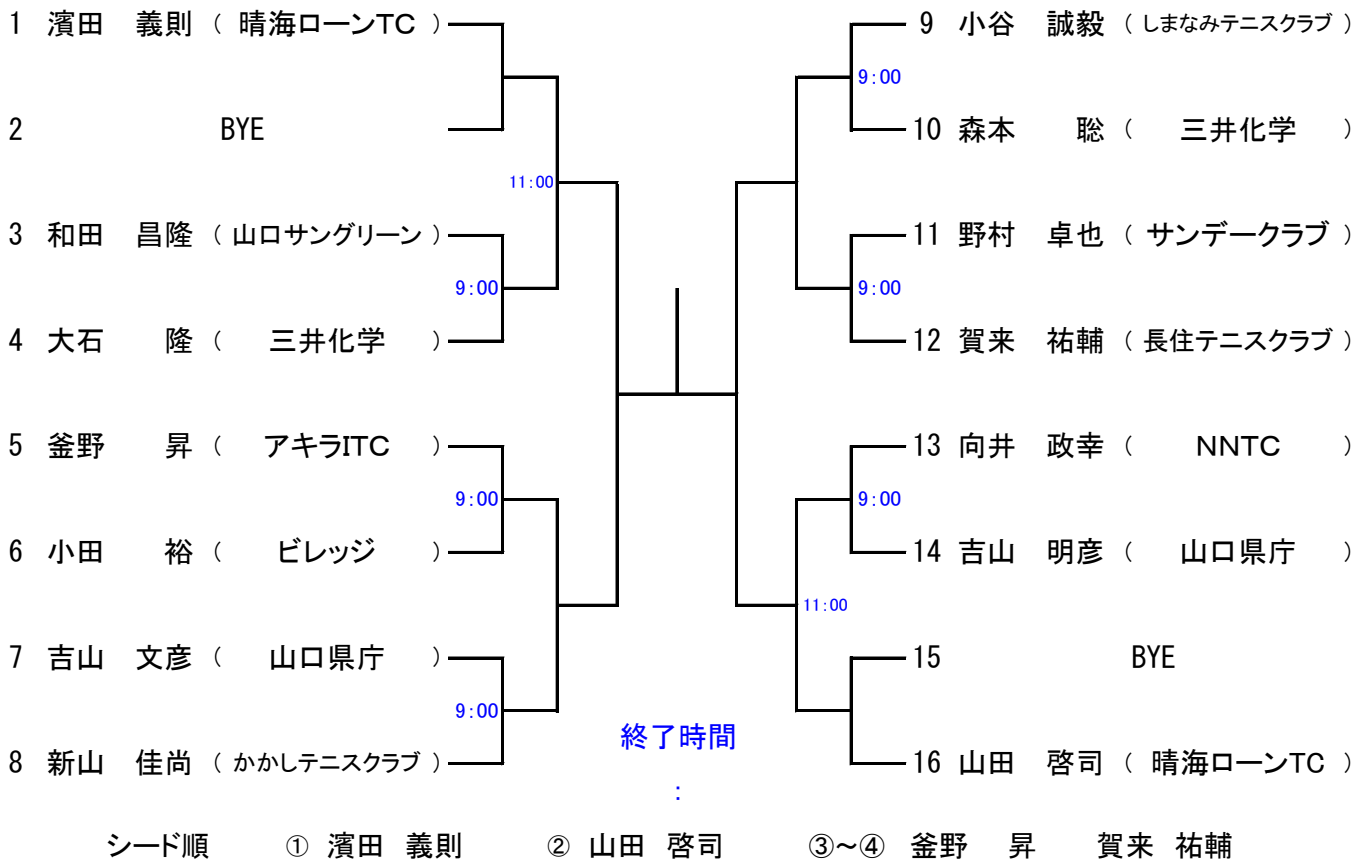 1 濱田 義則 ( 晴海ローンTC )
2 BYE
11:00
3 和田 昌隆 ( 山口サングリーン )
9:00
4 大石 隆 ( 三井化学 )
5 釜野 昇 ( アキラITC )
9:00
6 小田 裕 ( ビレッジ )
7 吉山 文彦 ( 山口県庁 )
9:00
8 新山 佳尚 ( かかしテニスクラブ )
9 小谷 誠毅 ( しまなみテニスクラブ )
9:00
10 森本 聡 ( 三井化学 )
11 野村 卓也 ( サンデークラブ )
9:00
12 賀来 祐輔 ( 長住テニスクラブ )
13 向井 政幸 ( NNTC )
9:00
14 吉山 明彦 ( 山口県庁 )
11:00
15 BYE
16 山田 啓司 ( 晴海ローンTC )
終了時間
:
シード順 ① 濱田 義則 ② 山田 啓司 ③～④ 釜野 昇 賀来 祐輔